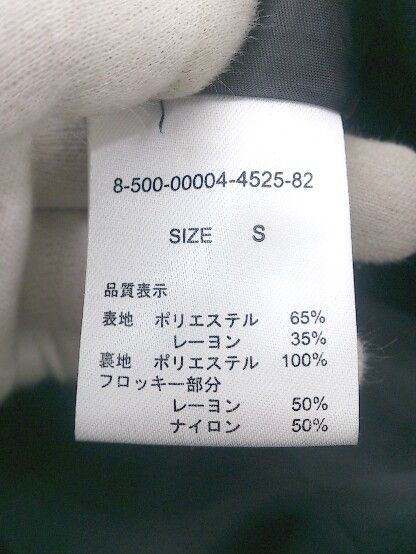 8-500-00004-4525-82
SIZE S
品質表示
表地 ポリエステル 65%
レーヨン 35%
裏地 ポリエステル 100%
フロッキー部分
レーヨン 50%
ナイロン 50%